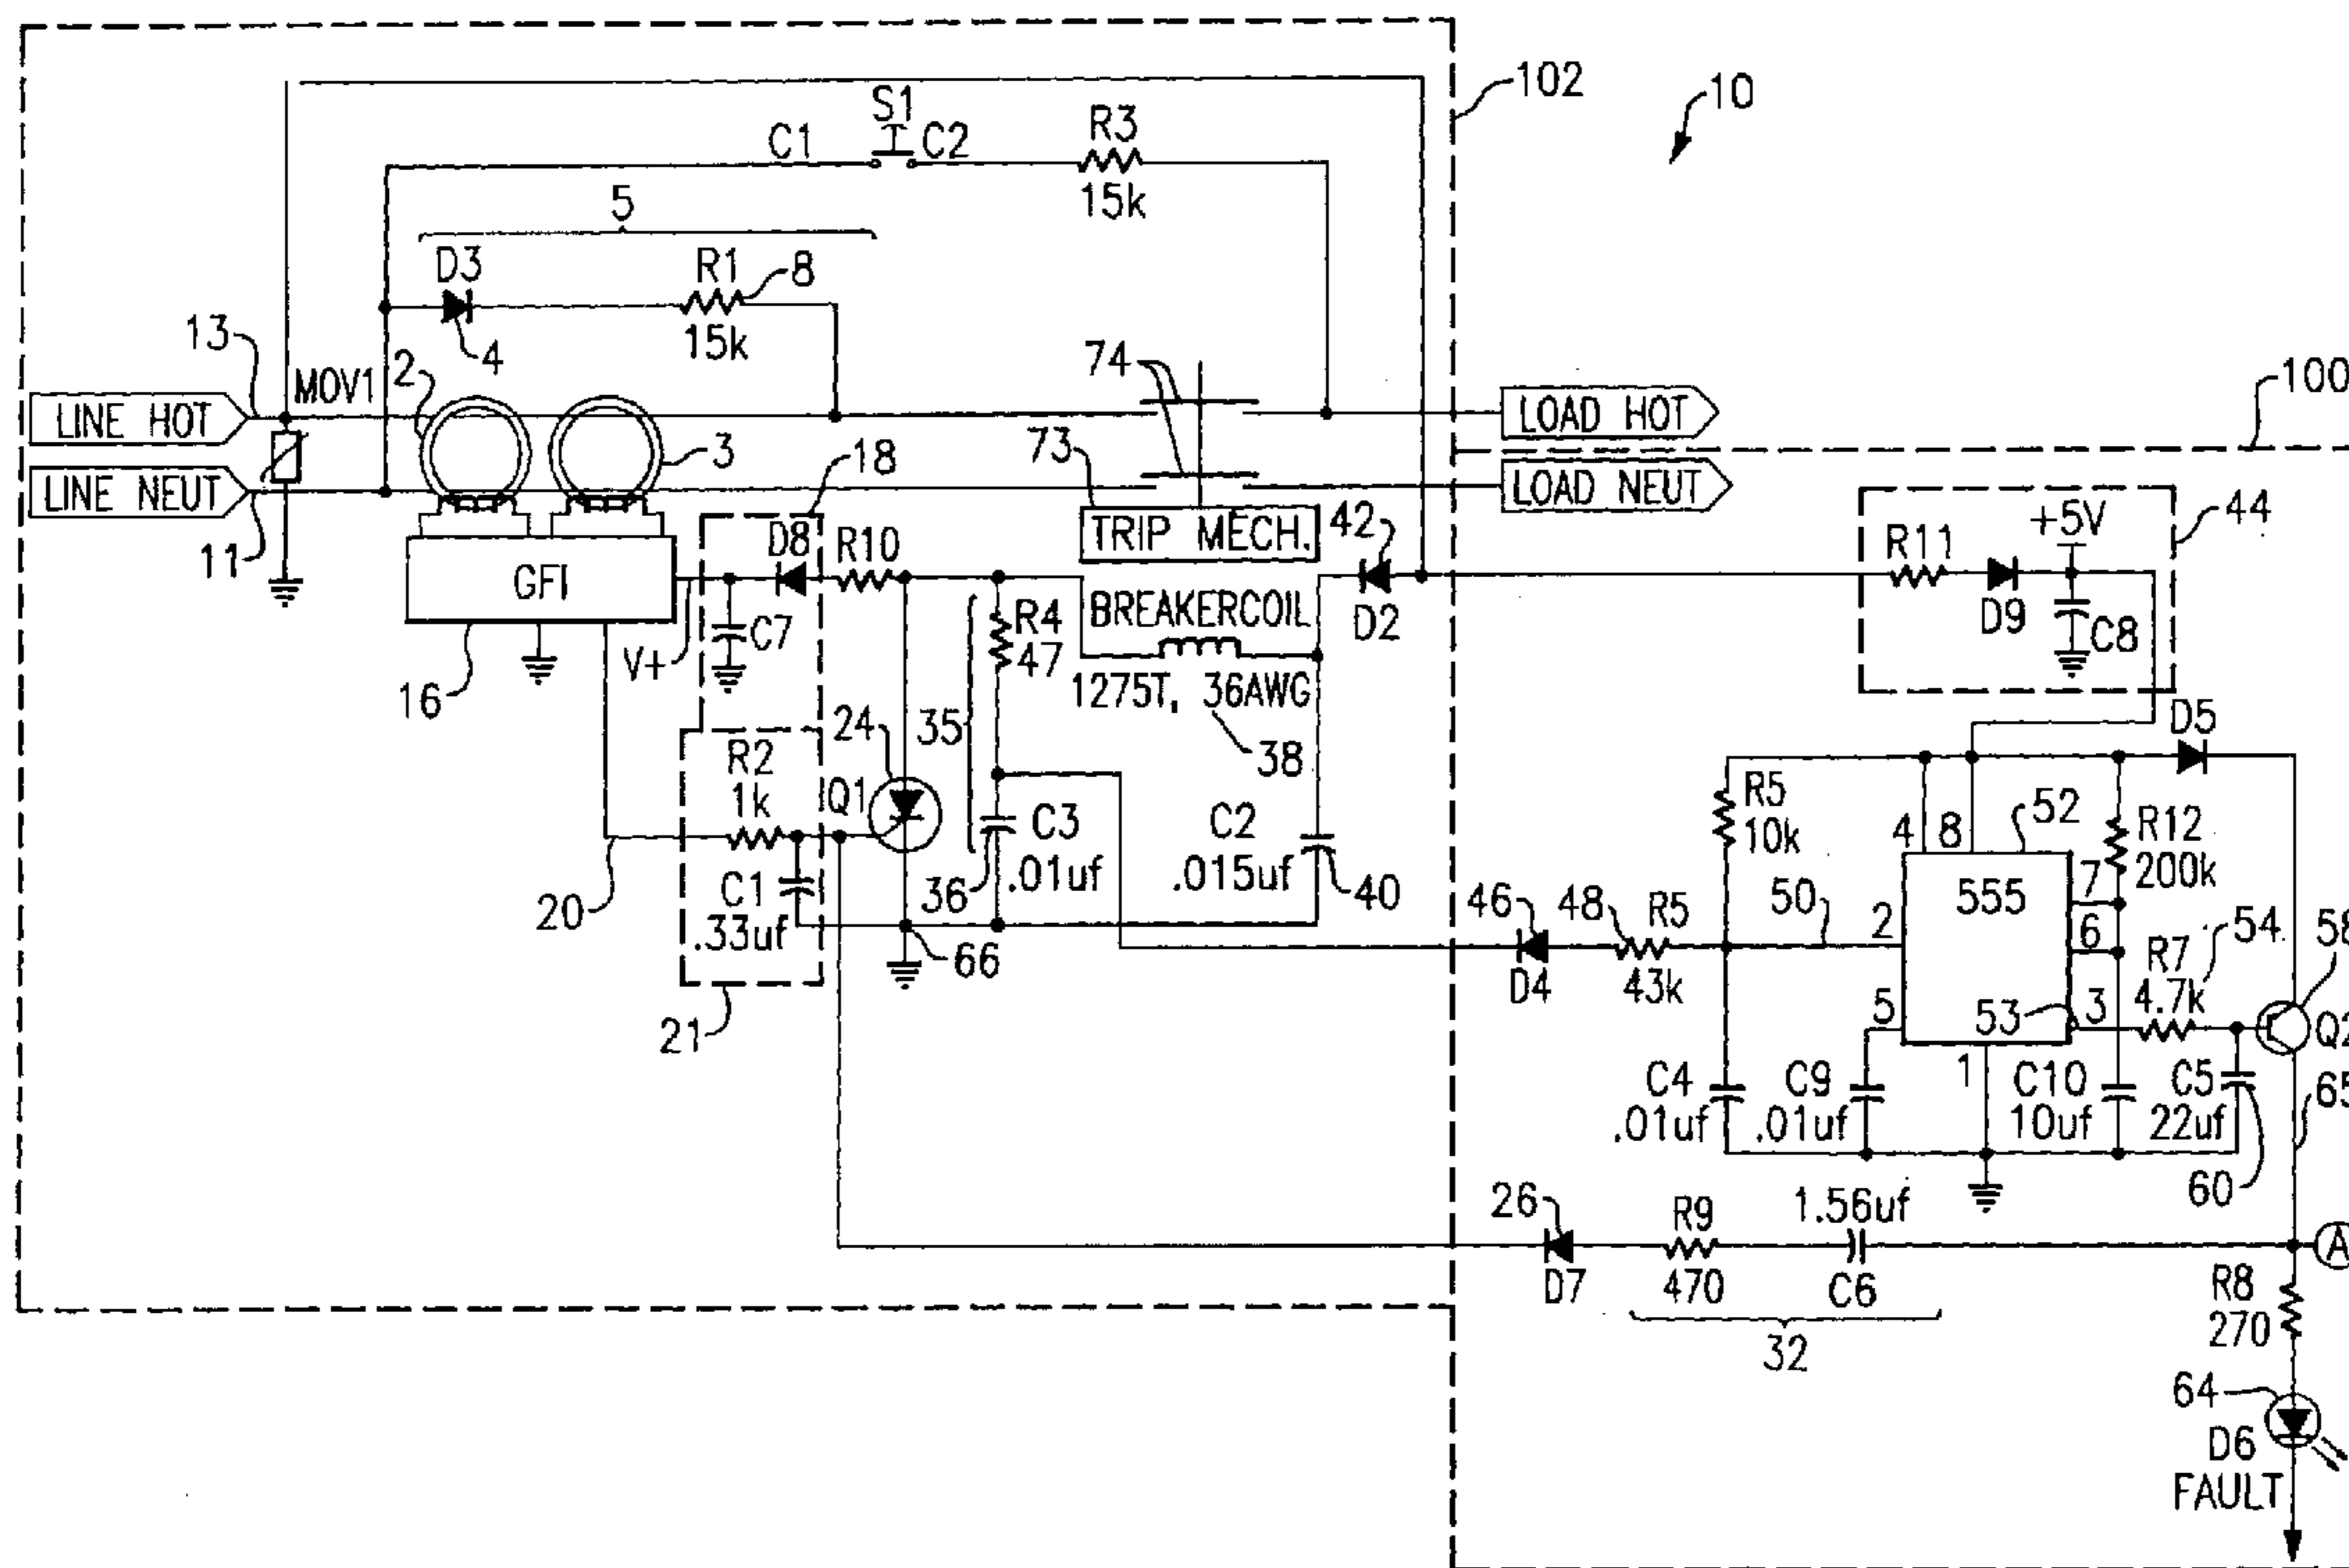 102
10
S1
C1
C2
R3
15k
5
D3
R1
8
15k
4
13
MOV1
2
LINE HOT
74
LOAD HOT
100
3
18
73
LINE NEUT
LOAD NEUT
11
GFI
D8
R10
TRIP MECH.
42
D2
R11
+5V
44
D9
C8
BREAKERCOIL
R4
47
C7
V+
16
1275T, 36AWG
38
24
35
R2
1k
Q1
D5
R5
10k
4
8
52
R12
200k
C3
.01uf
36
C2
.015uf
40
20
C1
.33uf
66
21
46
D4
48
R5
43k
50
2
555
7
6
5
53
3
1
R7
4.7k
54
58
Q2
65
C4
.01uf
C9
.01uf
C10
10uf
C5
22uf
60
26
D7
R9
470
1.56uf
C6
32
A
R8
270
64
D6
FAULT